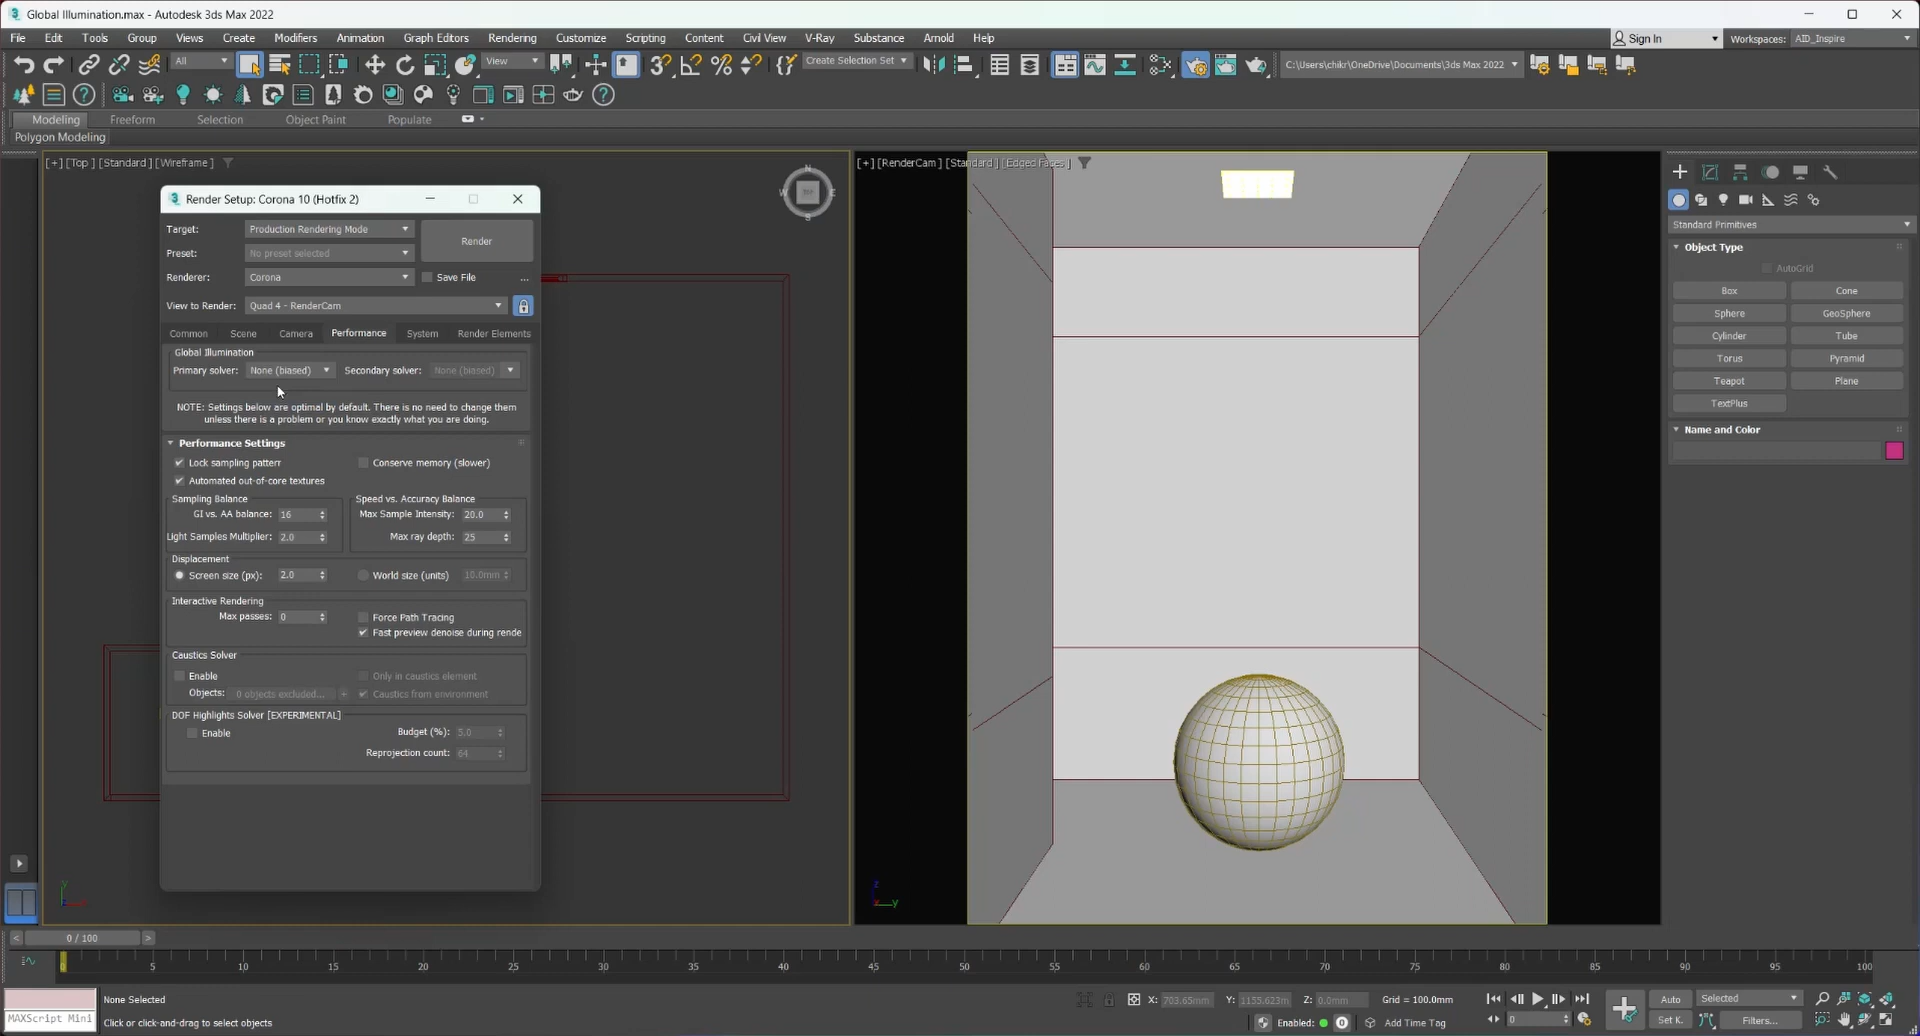 Global Illumination.max - Autodesk 3ds Max 2022
File Edit Tools Group Views Create Modifiers Animation Graph Editors Rendering Customize Scripting Content Civil View V-Ray Substance Arnold Help
Sign In Workspaces: AID_Inspire
All View Create Selection Set C:\Users\chikr\OneDrive\Documents\3ds Max 2022
Modeling Freeform Selection Object Paint Populate
Polygon Modeling
[+] [Top ] [Standard ] [Wireframe ]
[+] [RenderCam ] [Standard ] [Edged Faces ]
N
W
E
S
Render Setup: Corona 10 (Hotfix 2)
Target: Production Rendering Mode
Render
Preset: No preset selected
Renderer: Corona
Save File ...
View to Render: Quad 4 - RenderCam
Common Scene Camera Performance System Render Elements
Global Illumination
Primary solver: None (biased) Secondary solver: None (biased)
NOTE: Settings below are optimal by default. There is no need to change them
unless there is a problem or you know exactly what you are doing.
Performance Settings
Lock sampling patterr Conserve memory (slower)
Automated out-of-core textures
Sampling Balance Speed vs. Accuracy Balance
GI vs. AA balance: 16 Max Sample Intensity: 20.0
Light Samples Multiplier: 2.0 Max ray depth: 25
Displacement
Screen size (px): 2.0 World size (units) 10.0mm
Interactive Rendering
Max passes: 0 Force Path Tracing
Fast preview denoise during rende
Caustics Solver
Enable Only in caustics element
Objects: 0 objects excluded... + Caustics from environment
DOF Highlights Solver [EXPERIMENTAL]
Enable Budget (%): 5.0
Reprojection count: 64
Standard Primitives
Object Type
AutoGrid
Box Cone
Sphere GeoSphere
Cylinder Tube
Torus Pyramid
Teapot Plane
TextPlus
Name and Color
y
x
z
y
< 0 / 100 >
0 5 10 15 20 25 30 35 40 45 50 55 60 65 70 75 80 85 90 95 100
None Selected
X: 703.65mm Y: 1155.623m Z: 0.0mm Grid = 100.0mm
Auto Selected
MAXScript Mini
Click or click-and-drag to select objects
Enabled: 0 Add Time Tag
0
Set K. Filters...